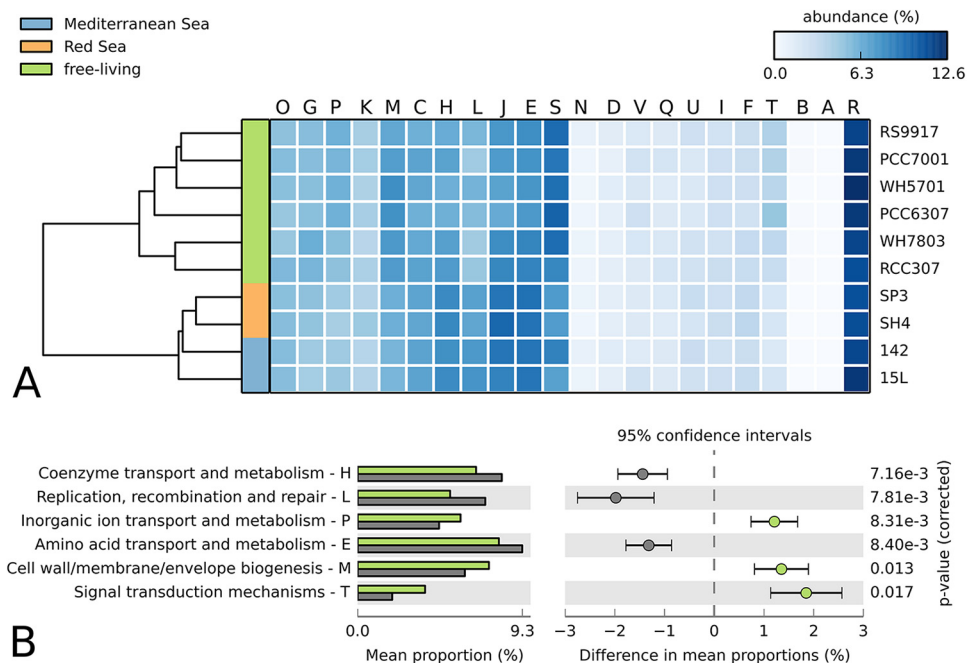 Mediterranean Sea
Red Sea
free-living
abundance (%)
0.0 6.3 12.6
O G P K M C H L J E S N D V Q U I F T B A R
RS9917
PCC7001
WH5701
PCC6307
WH7803
RCC307
SP3
SH4
142
15L
A
95% confidence intervals
Coenzyme transport and metabolism - H 7.16e-3
Replication, recombination and repair - L 7.81e-3
Inorganic ion transport and metabolism - P 8.31e-3
Amino acid transport and metabolism - E 8.40e-3
Cell wall/membrane/envelope biogenesis - M 0.013
Signal transduction mechanisms - T 0.017
p-value (corrected)
0.0 9.3 −3 −2 −1 0 1 2 3
Mean proportion (%) Difference in mean proportions (%)
B